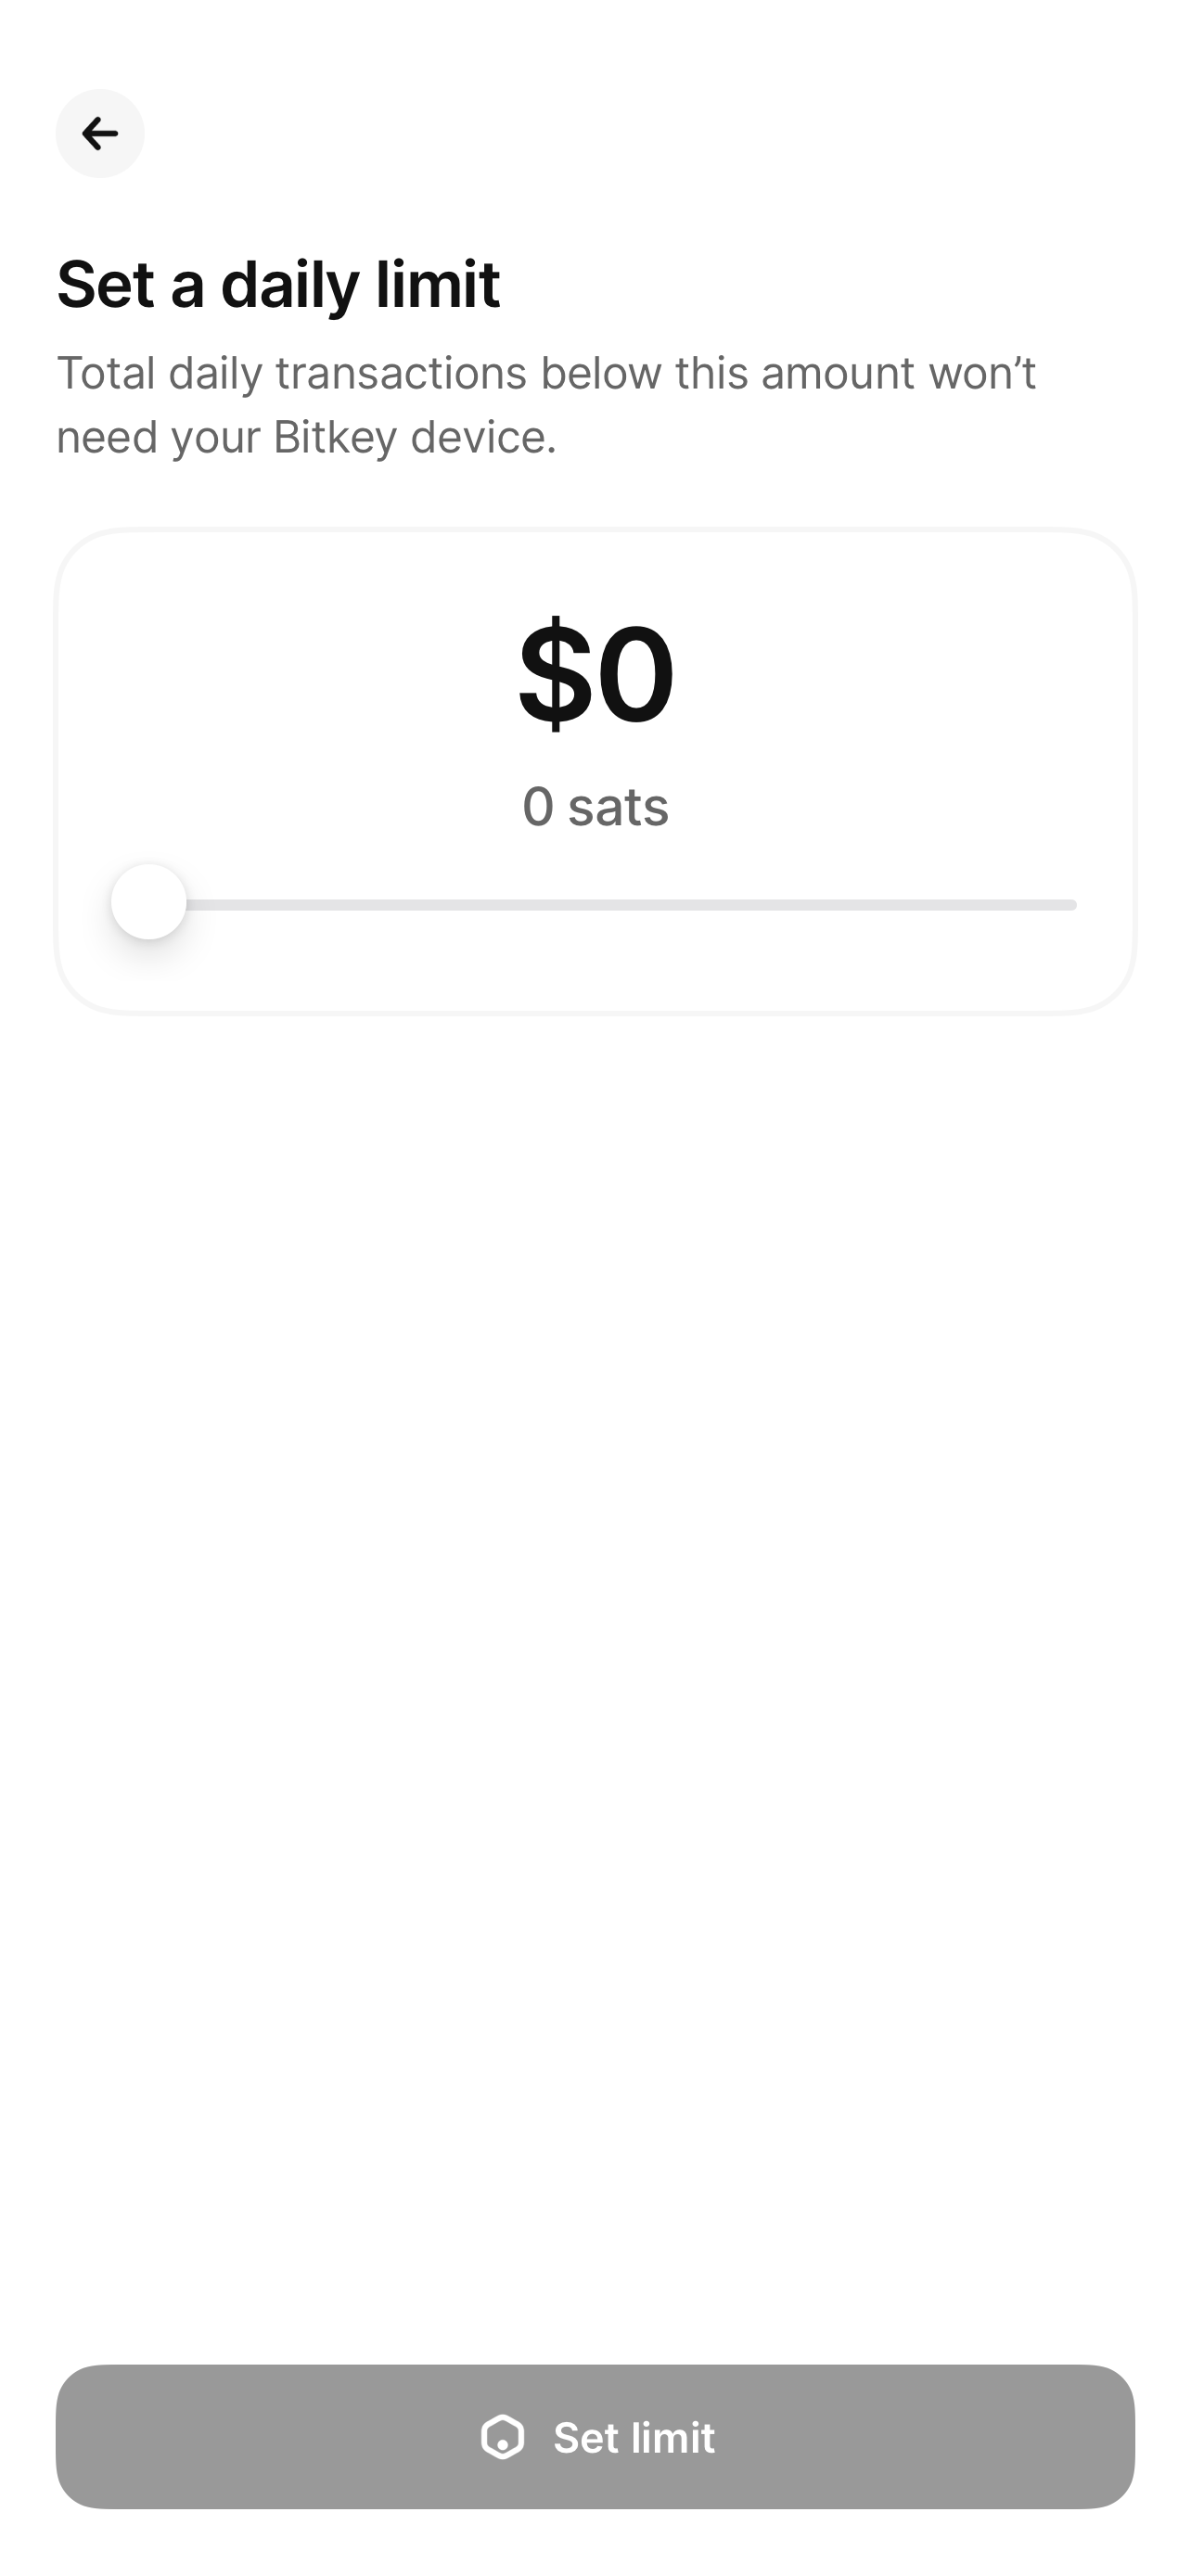 Set a daily limit
Total daily transactions below this amount won’t
need your Bitkey device.
$0
0 sats
Set limit